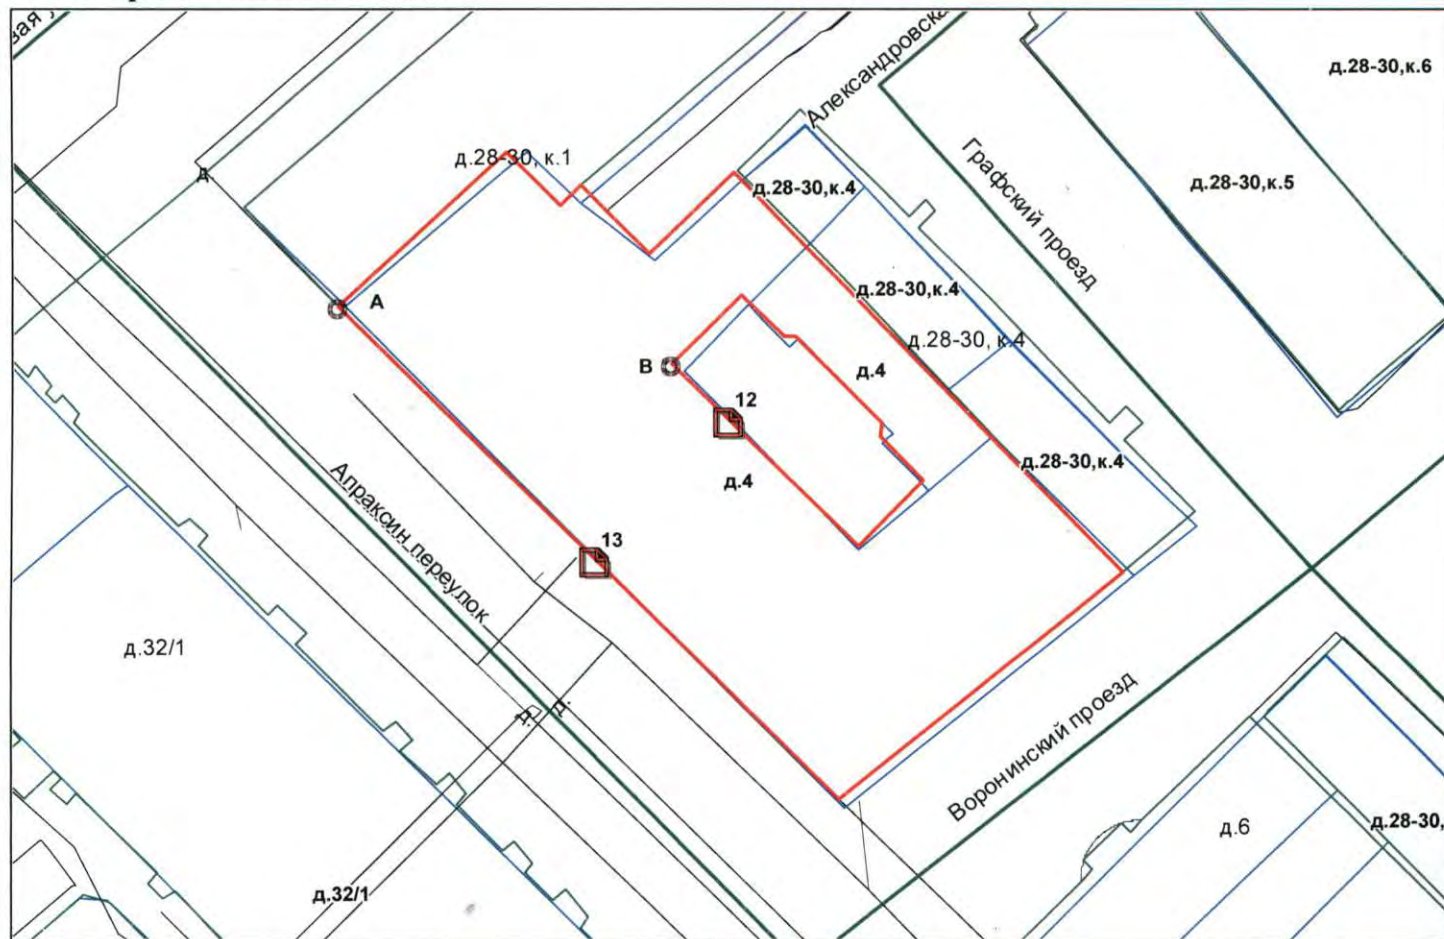 вая
Александровска
д.28-30,к.6
д.28-30, к.1
д.
д.28-30,к.4
Графский проезд
д.28-30,к.5
А
д.28-30,к.4
д.28-30, к.4
В
д.4
12
д.28-30,к.4
д.4
Апраксин переулок
13
д.32/1
д.
д.
Воронинский проезд
д.6
д.28-30,
д.32/1